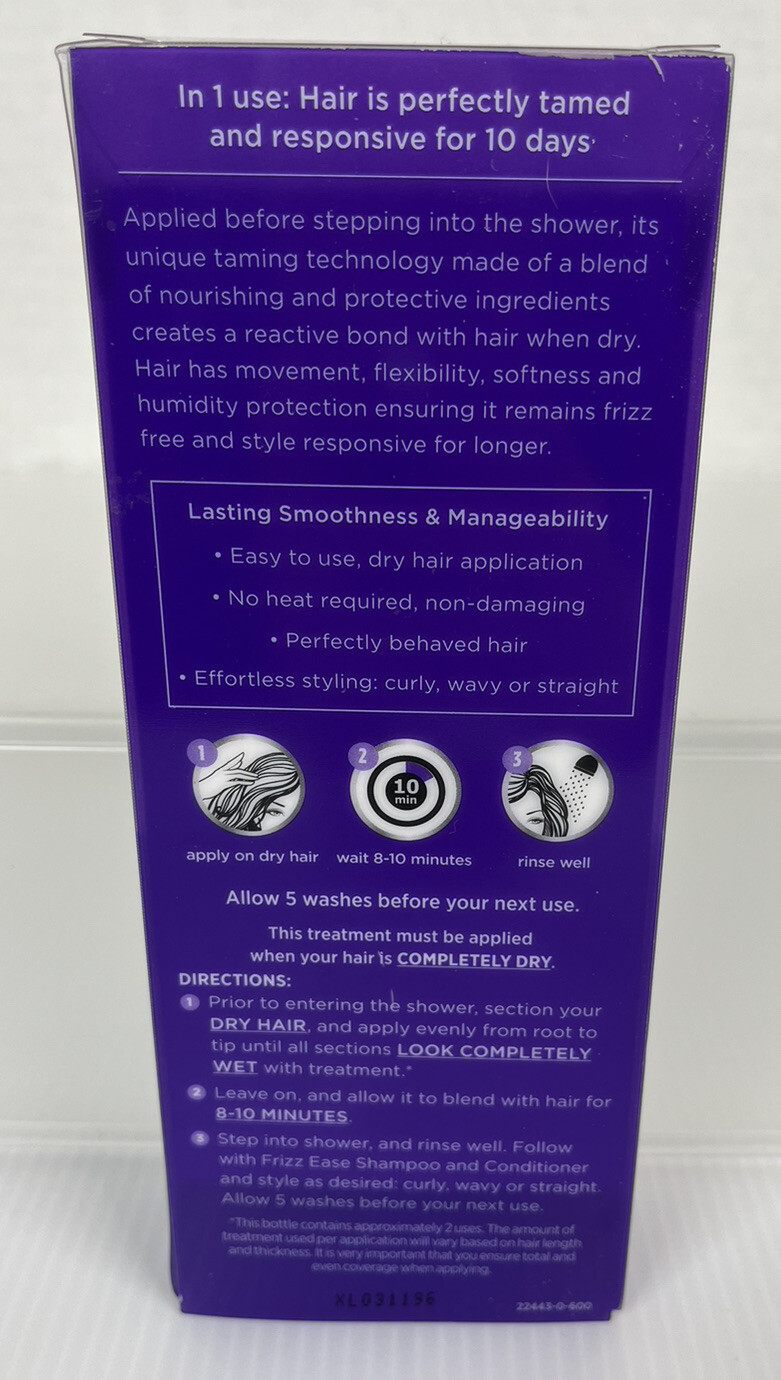 In 1 use: Hair is perfectly tamed
and responsive for 10 days*
Applied before stepping into the shower, its
unique taming technology made of a blend
of nourishing and protective ingredients
creates a reactive bond with hair when dry.
Hair has movement, flexibility, softness and
humidity protection ensuring it remains frizz
free and style responsive for longer.
Lasting Smoothness & Manageability
• Easy to use, dry hair application
• No heat required, non-damaging
• Perfectly behaved hair
• Effortless styling: curly, wavy or straight
1 2 3
10
min
apply on dry hair wait 8-10 minutes rinse well
Allow 5 washes before your next use.
This treatment must be applied
when your hair is COMPLETELY DRY.
DIRECTIONS:
1 Prior to entering the shower, section your
DRY HAIR, and apply evenly from root to
tip until all sections LOOK COMPLETELY
WET with treatment.*
2 Leave on, and allow it to blend with hair for
8-10 MINUTES.
3 Step into shower, and rinse well. Follow
with Frizz Ease Shampoo and Conditioner
and style as desired: curly, wavy or straight.
Allow 5 washes before your next use.
*This bottle contains approximately 2 uses. The amount of
treatment used per application will vary based on hair length
and thickness. It is very important that you ensure total and
even coverage when applying.
XL031196 22443-0-600